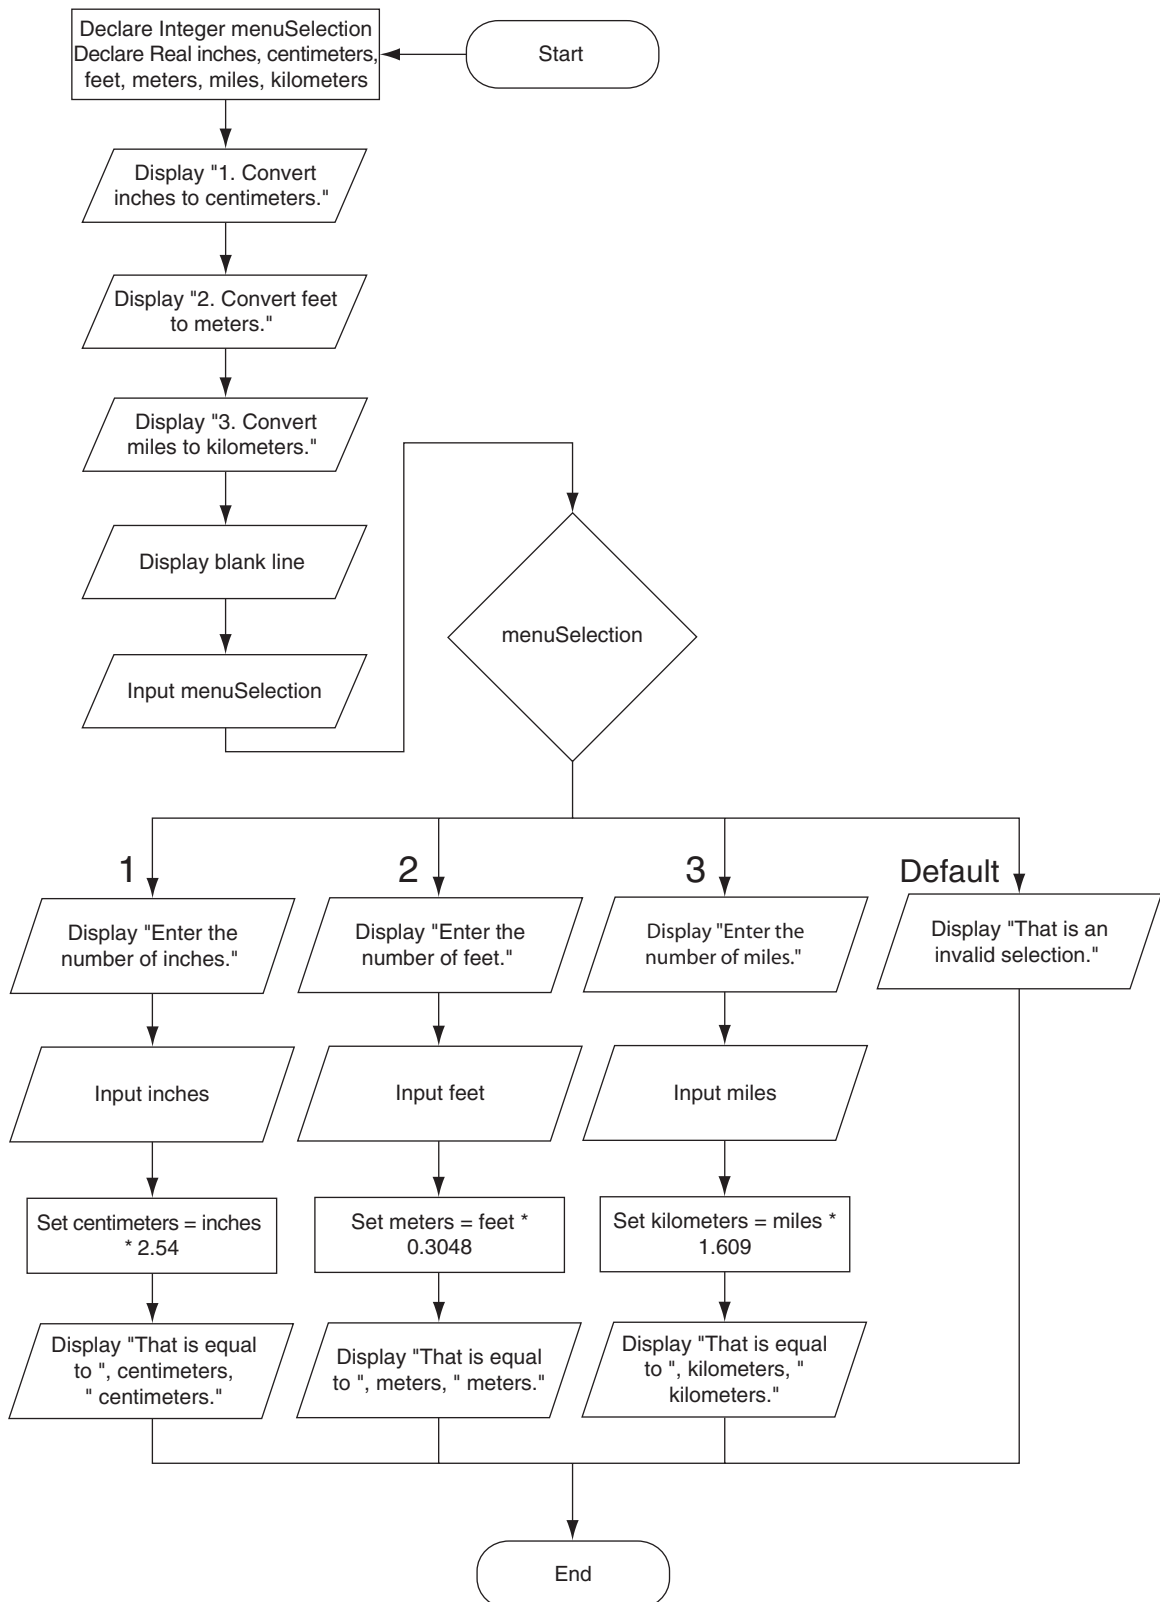 Start
Declare Integer menuSelection
Declare Real inches, centimeters,
feet, meters, miles, kilometers
Display "1. Convert
inches to centimeters."
Display "2. Convert feet
to meters."
Display "3. Convert
miles to kilometers."
Display blank line
Input menuSelection
menuSelection
1
Display "Enter the
number of inches."
Input inches
Set centimeters = inches
* 2.54
Display "That is equal
to ", centimeters,
" centimeters."
2
Display "Enter the
number of feet."
Input feet
Set meters = feet *
0.3048
Display "That is equal
to ", meters, " meters."
3
Display "Enter the
number of miles."
Input miles
Set kilometers = miles *
1.609
Display "That is equal
to ", kilometers, "
kilometers."
Default
Display "That is an
invalid selection."
End